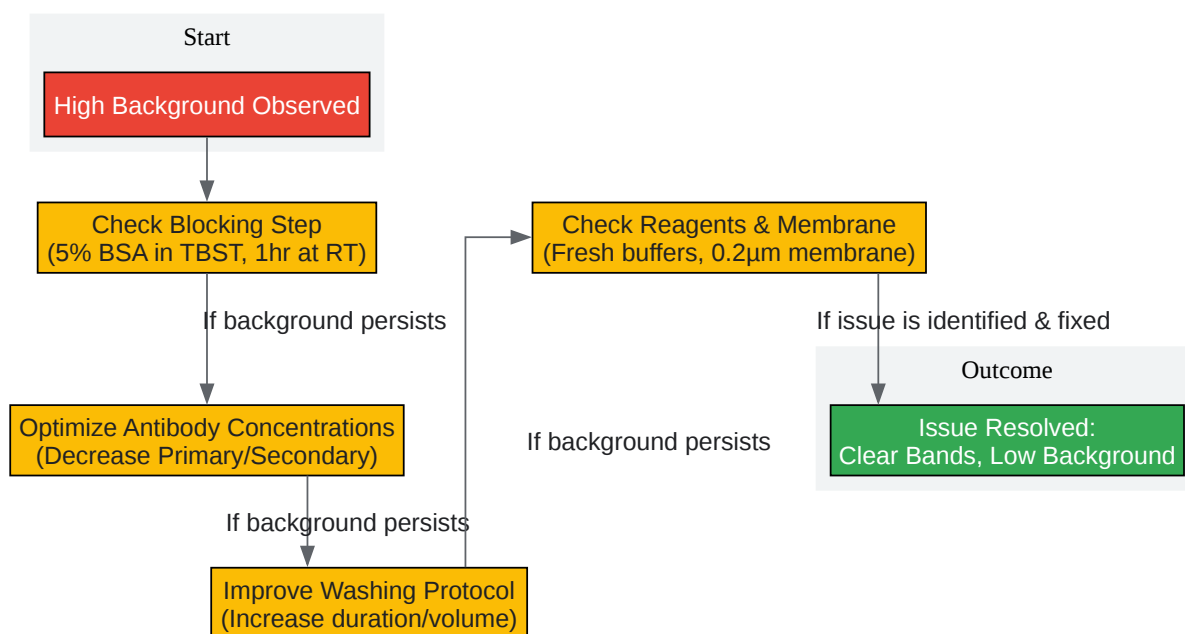 Start
High Background Observed
Check Blocking Step
(5% BSA in TBST, 1hr at RT)
If background persists
Optimize Antibody Concentrations
(Decrease Primary/Secondary)
If background persists
Improve Washing Protocol
(Increase duration/volume)
If background persists
Check Reagents & Membrane
(Fresh buffers, 0.2µm membrane)
If issue is identified & fixed
Outcome
Issue Resolved:
Clear Bands, Low Background